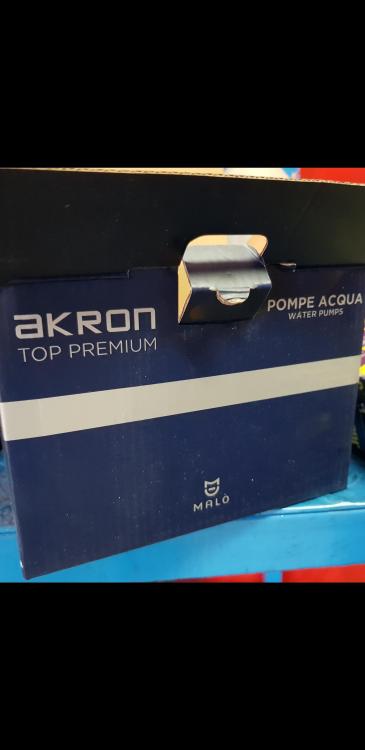 AKRON
TOP PREMIUM
POMPE ACQUA
WATER PUMPS
MALÒ